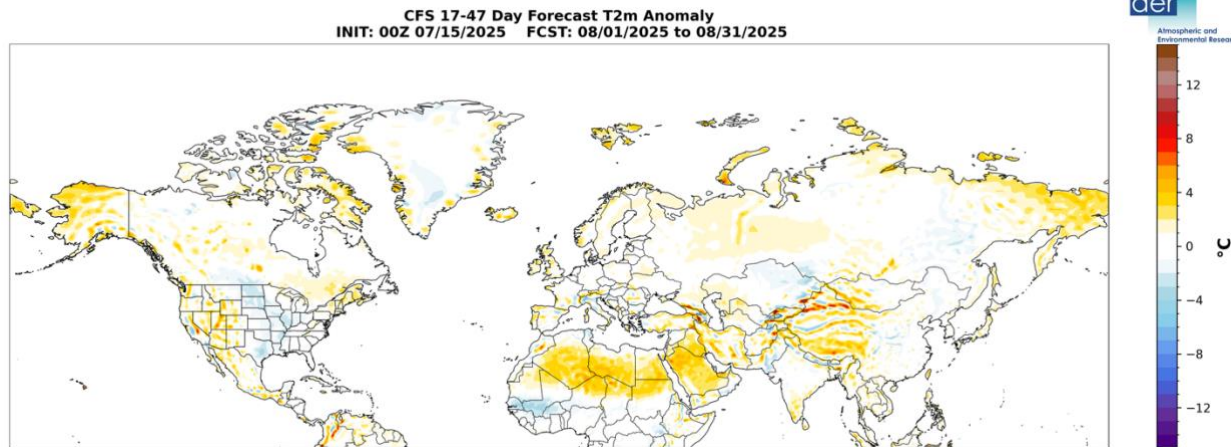 CFS 17-47 Day Forecast T2m Anomaly
INIT: 00Z 07/15/2025    FCST: 08/01/2025 to 08/31/2025
aer
Atmospheric and
Environmental Resear
12
8
4
0
−4
−8
−12
°C